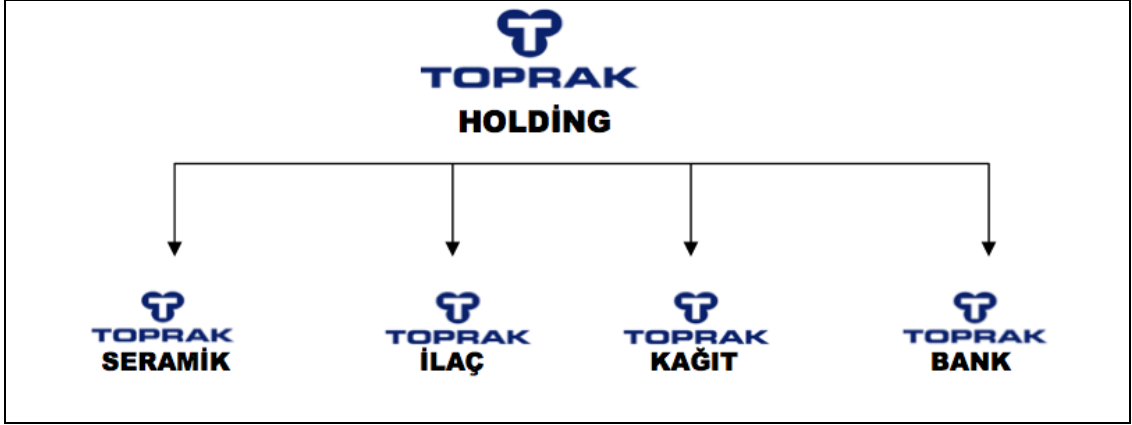 TOPRAK
HOLDİNG
TOPRAK
SERAMİK
TOPRAK
İLAÇ
TOPRAK
KAĞIT
TOPRAK
BANK